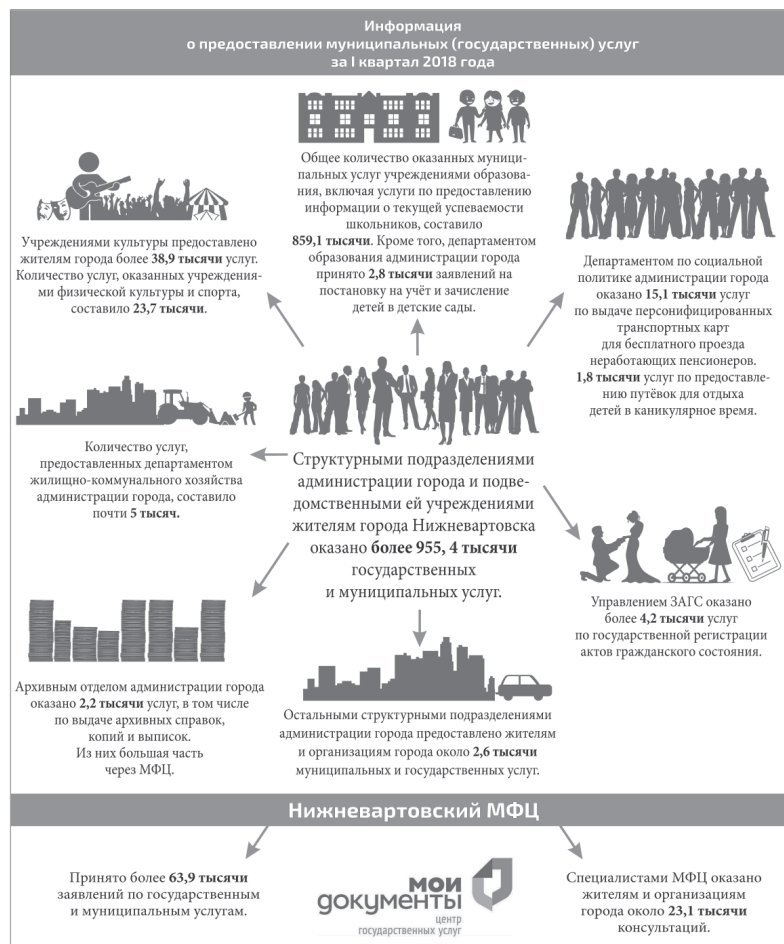 Информация
о предоставлении муниципальных (государственных) услуг
за I квартал 2018 года
Общее количество оказанных муници-
пальных услуг учреждениями образова-
ния, включая услуги по предоставлению
информации о текущей успеваемости
школьников, составило
859,1 тысячи. Кроме того, департаментом
образования администрации города
принято 2,8 тысячи заявлений на
постановку на учёт и зачисление
детей в детские сады.
Учреждениями культуры предоставлено
жителям города более 38,9 тысячи услуг.
Количество услуг, оказанных учреждения-
ми физической культуры и спорта,
составило 23,7 тысячи.
Департаментом по социальной
политике администрации города
оказано 15,1 тысячи услуг
по выдаче персонифицированных
транспортных карт
для бесплатного проезда
неработающих пенсионеров.
1,8 тысячи услуг по предоставле-
нию путёвок для отдыха
детей в каникулярное время.
Количество услуг,
предоставленных департаментом
жилищно-коммунального хозяйства
администрации города, составило
почти 5 тысяч.
Структурными подразделениями
администрации города и подве-
домственными ей учреждениями
жителям города Нижневартовска
оказано более 955, 4 тысячи
государственных
и муниципальных услуг.
Управлением ЗАГС оказано
более 4,2 тысячи услуг
по государственной регистрации
актов гражданского состояния.
Архивным отделом администрации города
оказано 2,2 тысячи услуг, в том числе
по выдаче архивных справок,
копий и выписок.
Из них большая часть
через МФЦ.
Остальными структурными подразделениями
администрации города предоставлено жителям
и организациям города около 2,6 тысячи
муниципальных и государственных услуг.
Нижневартовский МФЦ
Принято более 63,9 тысячи
заявлений по государственным
и муниципальным услугам.
мои
документы
центр
государственных услуг
Специалистами МФЦ оказано
жителям и организациям
города около 23,1 тысячи
консультаций.